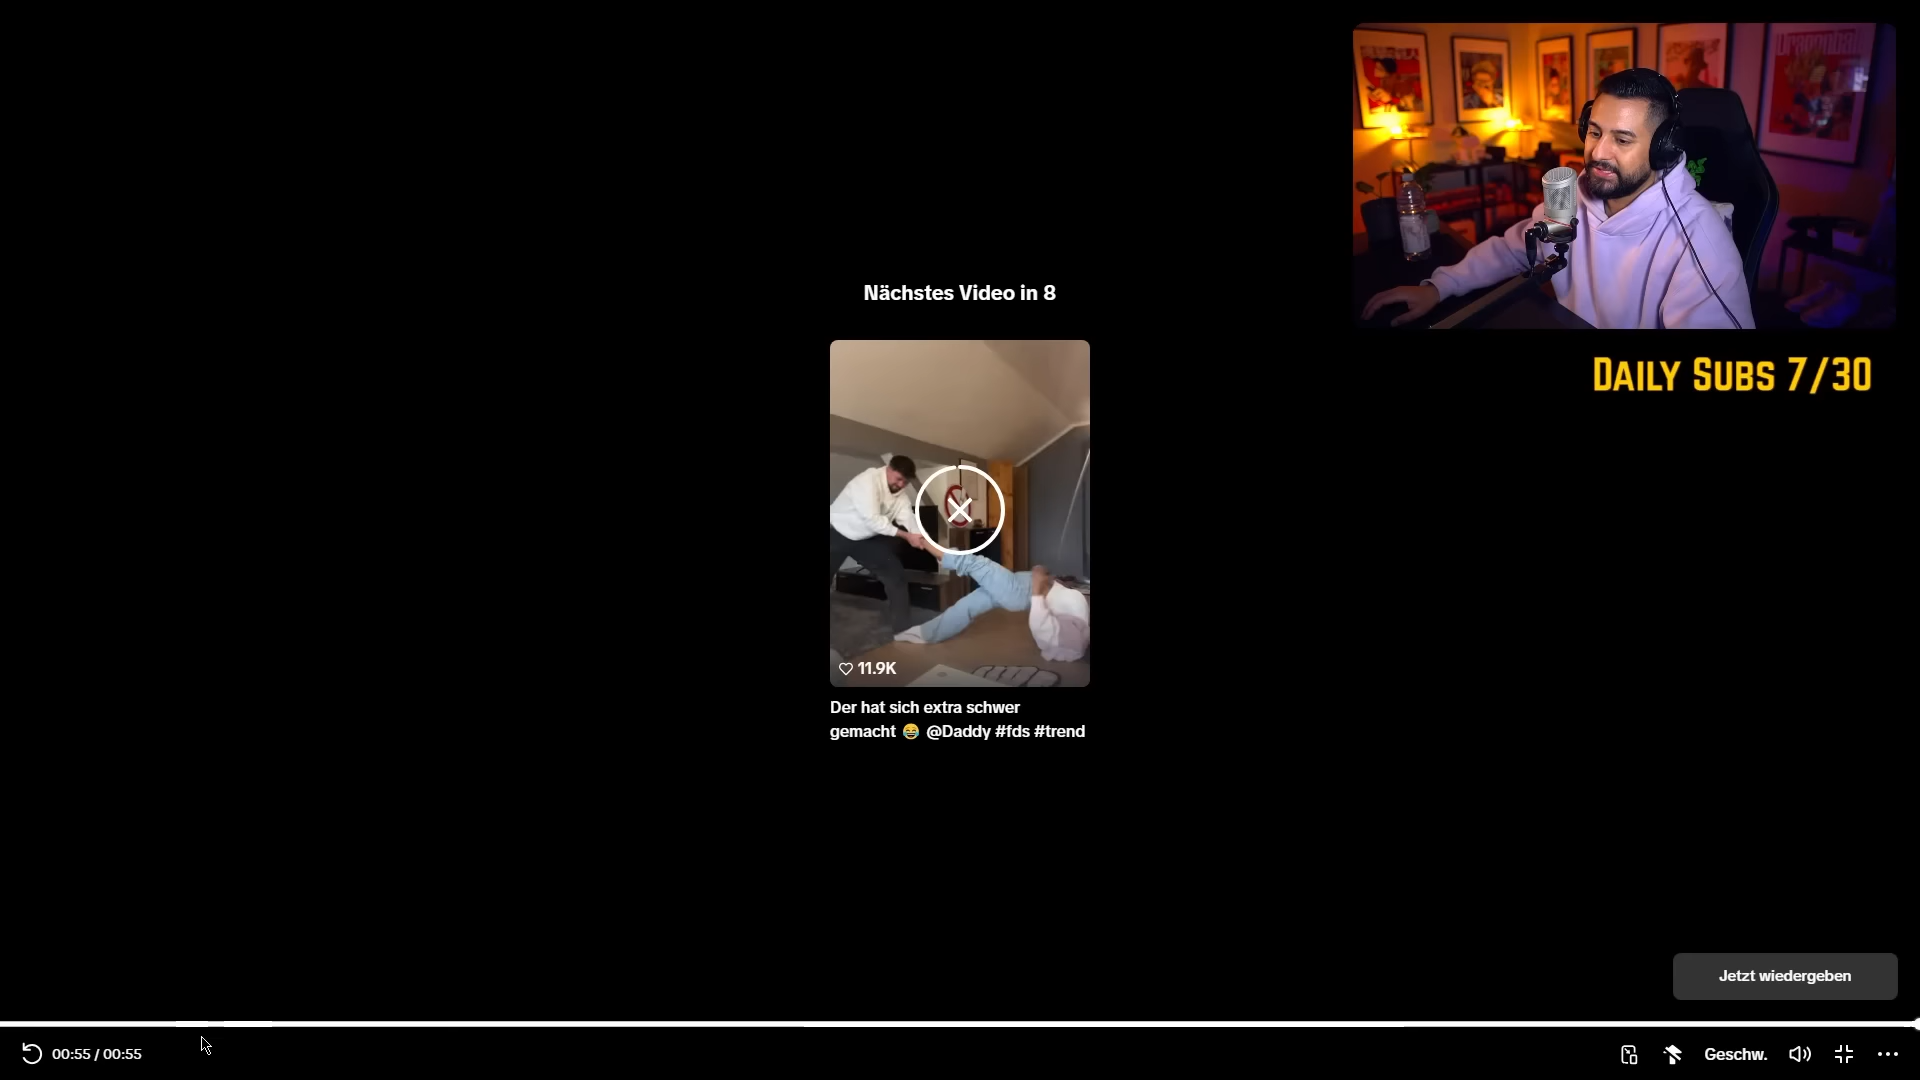 Dragonball
Nächstes Video in 8
DAILY SUBS 7/30
11.9K
Der hat sich extra schwer
gemacht 😂 @Daddy #fds #trend
Jetzt wiedergeben
00:55 / 00:55
Geschw.